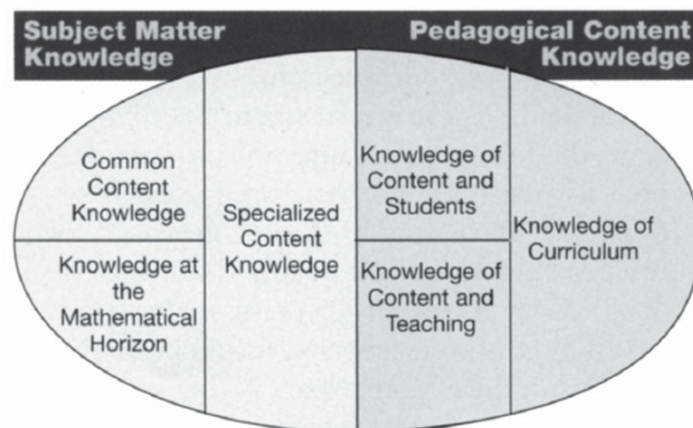 Subject Matter
Knowledge
Pedagogical Content
Knowledge
Common
Content
Knowledge
Knowledge at
the
Mathematical
Horizon
Specialized
Content
Knowledge
Knowledge of
Content and
Students
Knowledge of
Content and
Teaching
Knowledge of
Curriculum